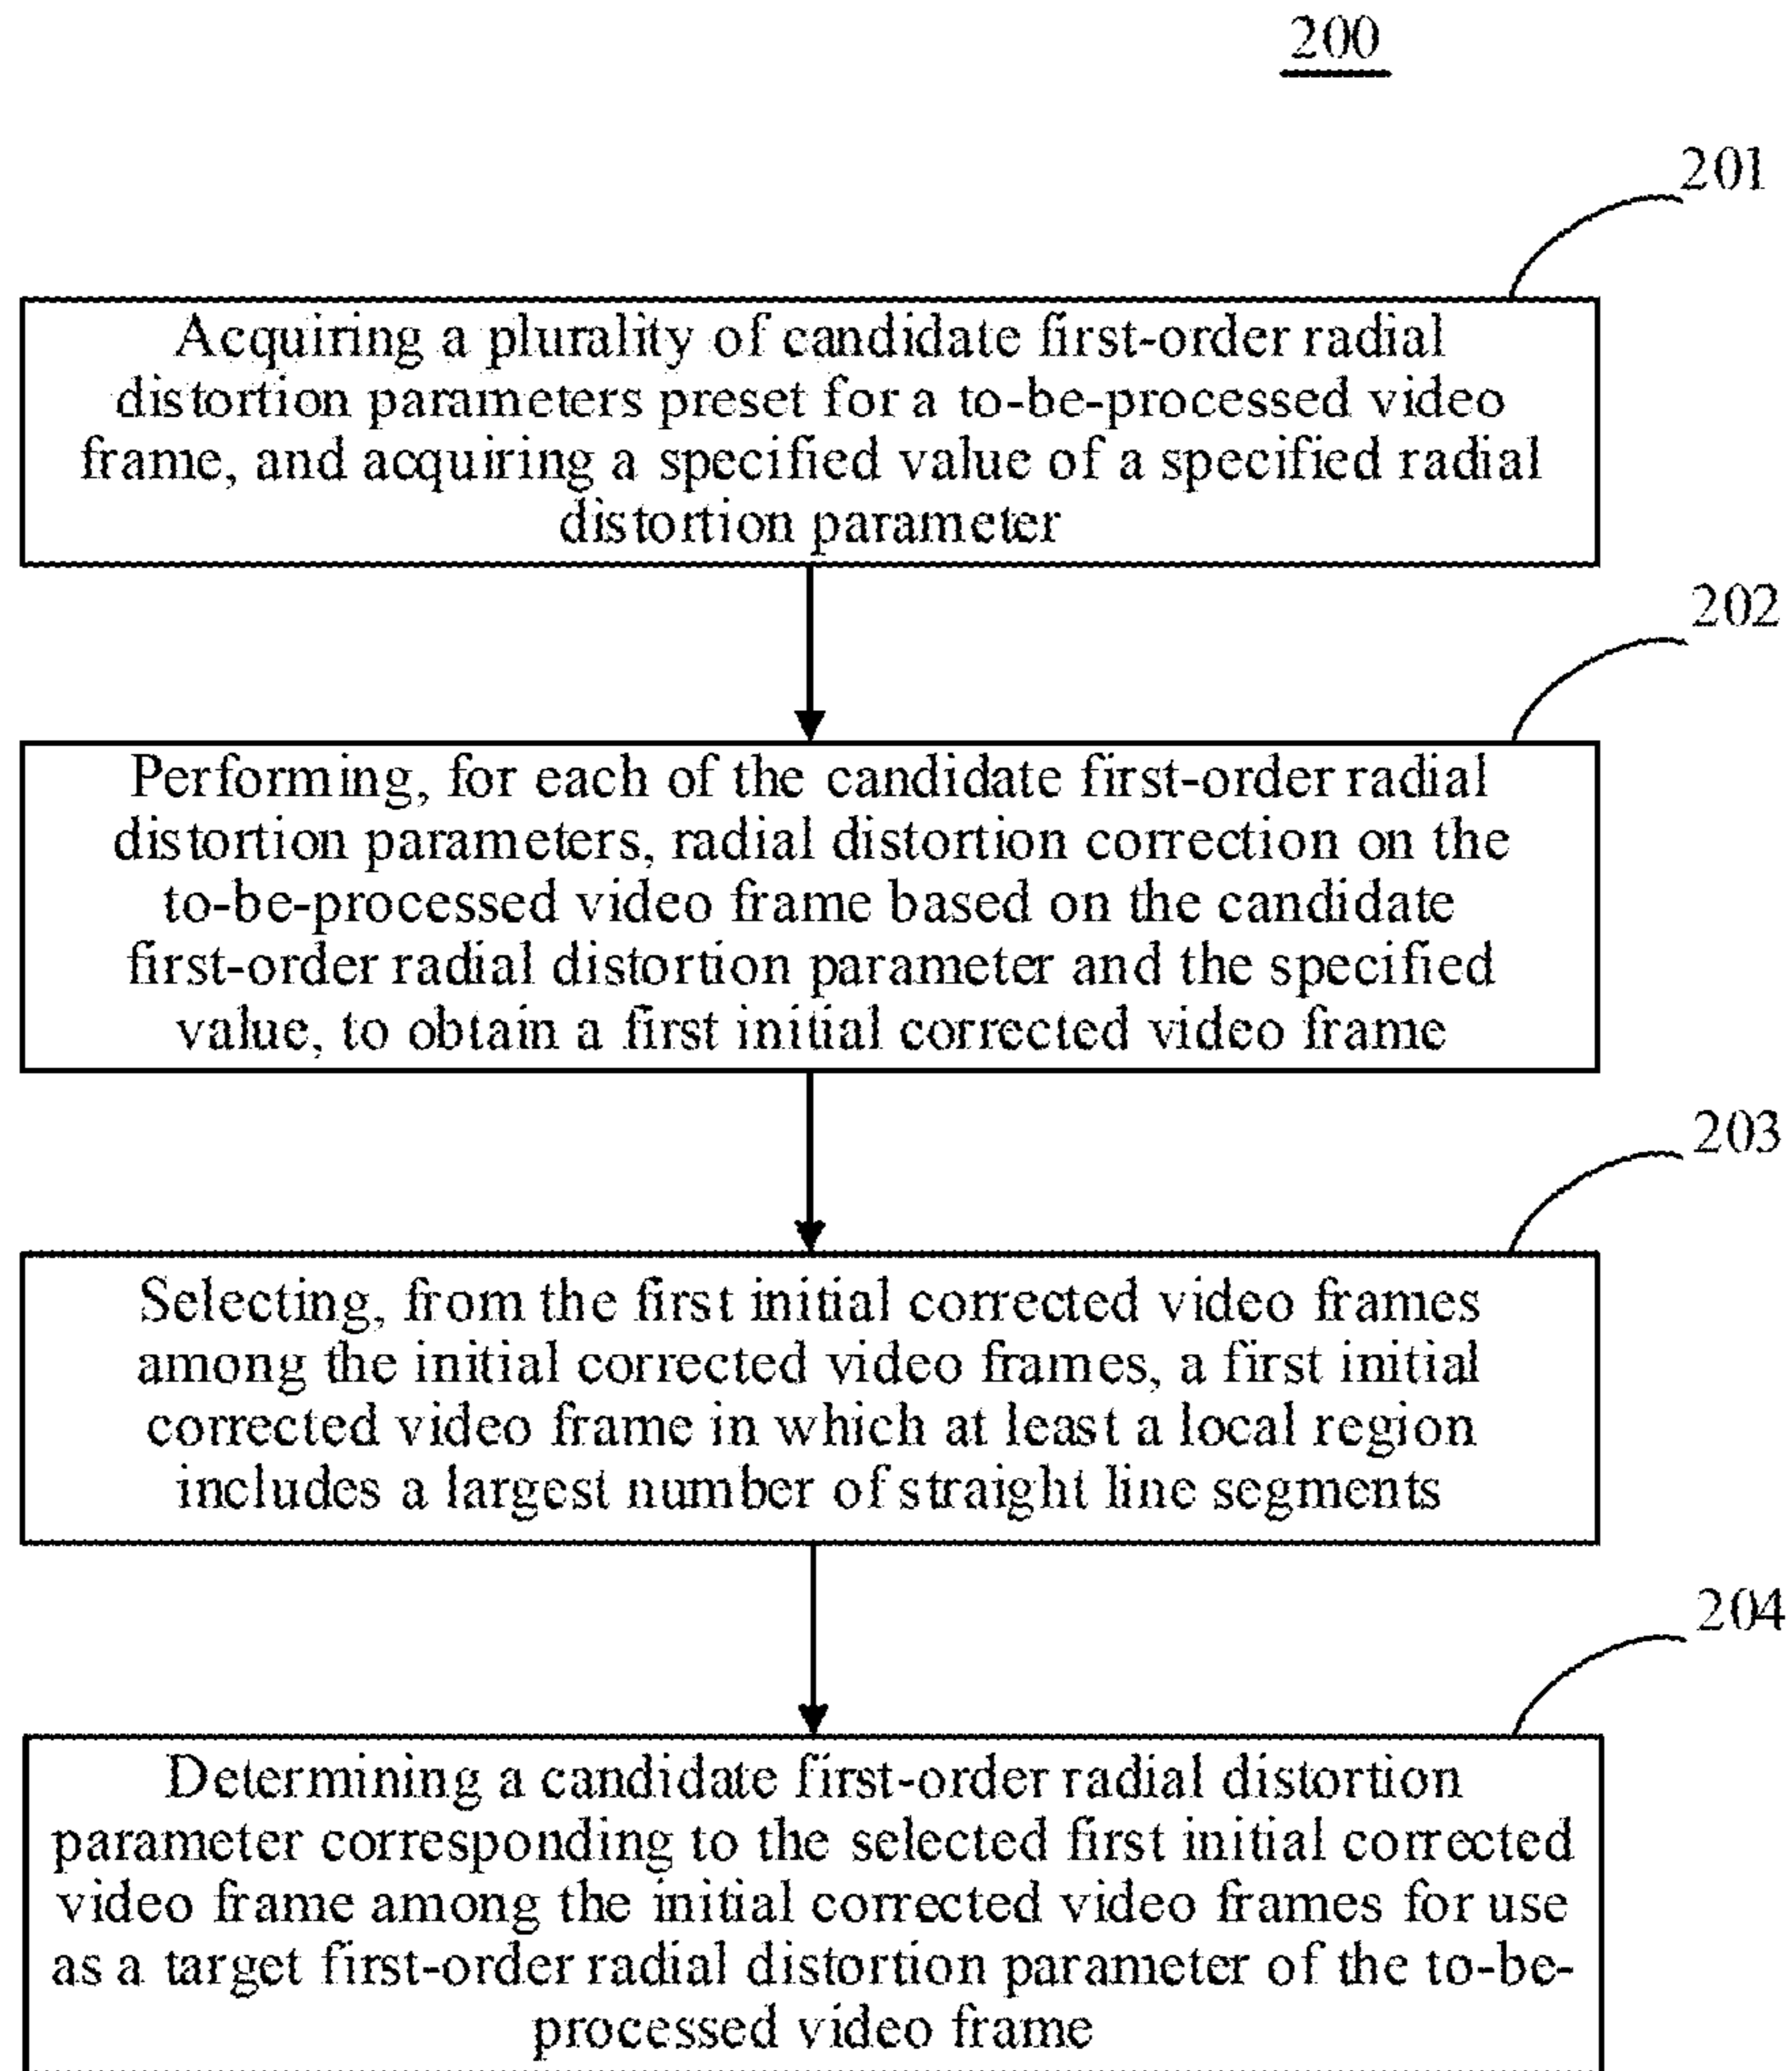 200
201
Acquiring a plurality of candidate first-order radial
distortion parameters preset for a to-be-processed video
frame, and acquiring a specified value of a specified radial
distortion parameter
202
Performing, for each of the candidate first-order radial
distortion parameters, radial distortion correction on the
to-be-processed video frame based on the candidate
first-order radial distortion parameter and the specified
value, to obtain a first initial corrected video frame
203
Selecting, from the first initial corrected video frames
among the initial corrected video frames, a first initial
corrected video frame in which at least a local region
includes a largest number of straight line segments
204
Determining a candidate first-order radial distortion
parameter corresponding to the selected first initial corrected
video frame among the initial corrected video frames for use
as a target first-order radial distortion parameter of the to-be-
processed video frame